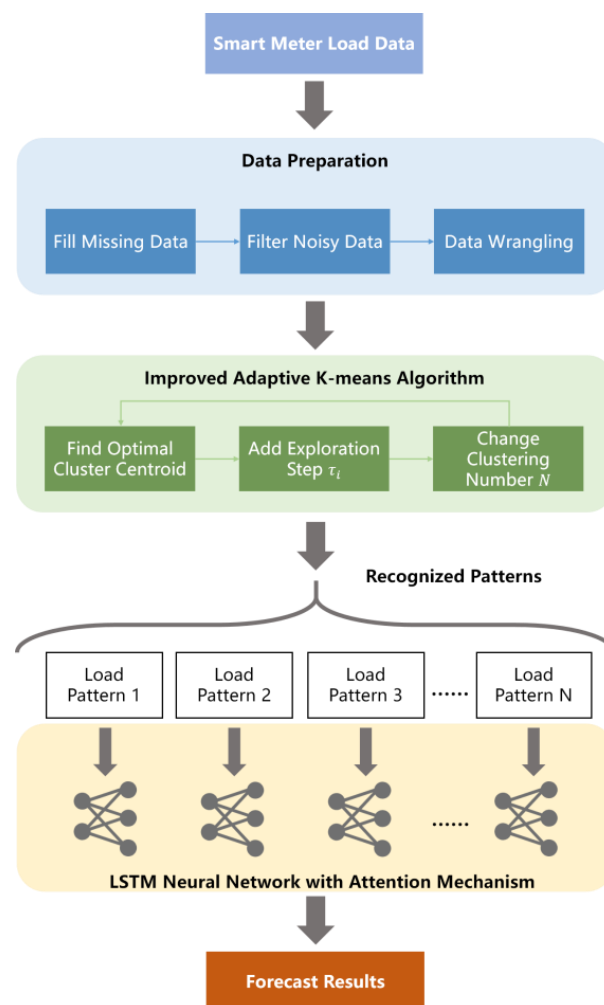 Smart Meter Load Data
Data Preparation
Fill Missing Data
Filter Noisy Data
Data Wrangling
Improved Adaptive K-means Algorithm
Find Optimal
Cluster Centroid
Add Exploration
Step τᵢ
Change
Clustering
Number N
Recognized Patterns
Load
Pattern 1
Load
Pattern 2
Load
Pattern 3
......
Load
Pattern N
......
LSTM Neural Network with Attention Mechanism
Forecast Results